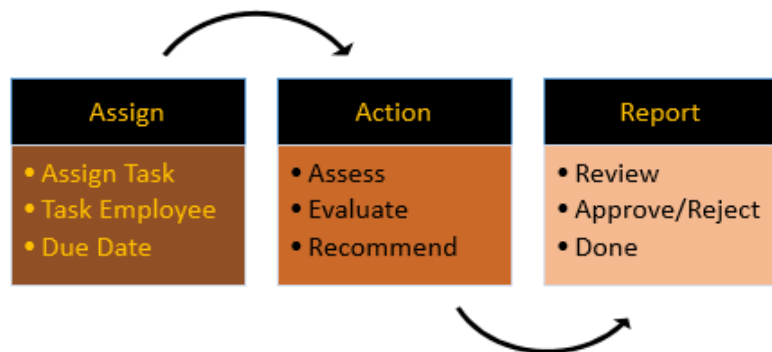 Assign
• Assign Task
• Task Employee
• Due Date
Action
• Assess
• Evaluate
• Recommend
Report
• Review
• Approve/Reject
• Done